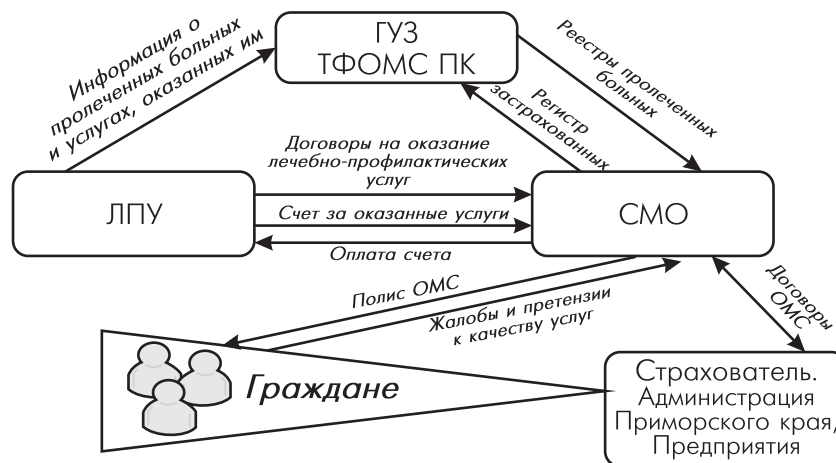 Информация о
пролеченных больных
и услугах, оказанных им
ГУЗ
ТФОМС ПК
Реестры пролеченных
больных
Регистр
застрахованных
Договоры на оказание
лечебно-профилактических
услуг
ЛПУ
Счет за оказанные услуги
СМО
Оплата счета
Полис ОМС
Жалобы и претензии
к качеству услуг
Договоры
ОМС
Граждане
Страхователь.
Администрация
Приморского края,
Предприятия